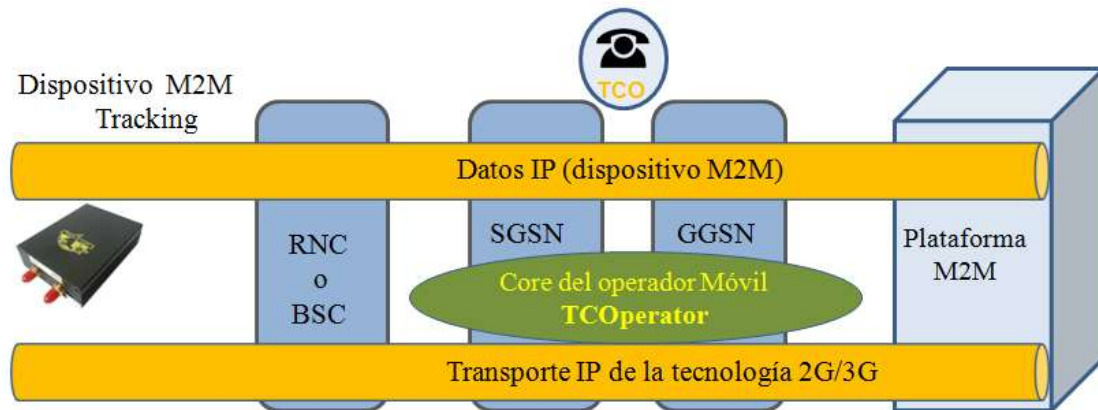 TCO
Dispositivo M2M
Tracking
Datos IP (dispositivo M2M)
RNC
o
BSC
SGSN
GGSN
Plataforma
M2M
Core del operador Móvil
TCOperator
Transporte IP de la tecnología 2G/3G